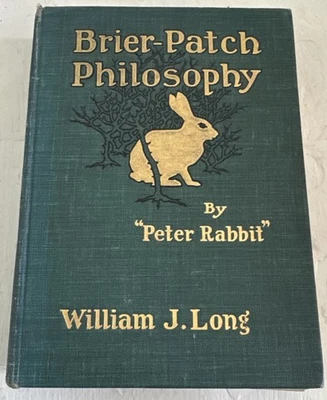 Brier-Patch
Philosophy
By
"Peter Rabbit"
William J. Long